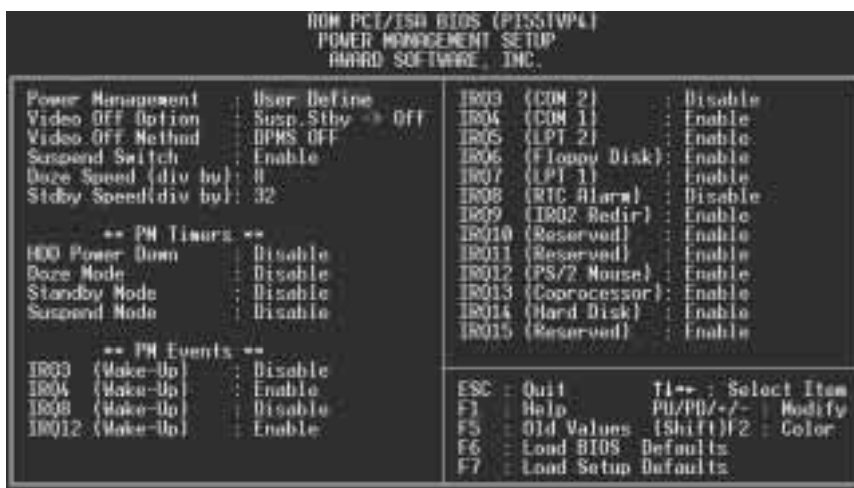 ROM PCI/ISA BIOS (PI55TVP4)
POWER MANAGEMENT SETUP
AWARD SOFTWARE, INC.
Power Management : User Define
Video Off Option : Susp,Stby -> Off
Video Off Method : DPMS OFF
Suspend Switch : Enable
Doze Speed (div by): 8
Stdby Speed(div by): 32
** PM Timers **
HDD Power Down : Disable
Doze Mode : Disable
Standby Mode : Disable
Suspend Mode : Disable
** PM Events **
IRQ3 (Wake-Up) : Disable
IRQ4 (Wake-Up) : Enable
IRQ8 (Wake-Up) : Disable
IRQ12 (Wake-Up) : Enable
IRQ3 (COM 2) : Disable
IRQ4 (COM 1) : Enable
IRQ5 (LPT 2) : Enable
IRQ6 (Floppy Disk): Enable
IRQ7 (LPT 1) : Enable
IRQ8 (RTC Alarm) : Disable
IRQ9 (IRQ2 Redir) : Enable
IRQ10 (Reserved) : Enable
IRQ11 (Reserved) : Enable
IRQ12 (PS/2 Mouse) : Enable
IRQ13 (Coprocessor): Enable
IRQ14 (Hard Disk) : Enable
IRQ15 (Reserved) : Enable
ESC : Quit ↑↓→← : Select Item
F1 : Help PU/PD/+/- : Modify
F5 : Old Values (Shift)F2 : Color
F6 : Load BIOS Defaults
F7 : Load Setup Defaults